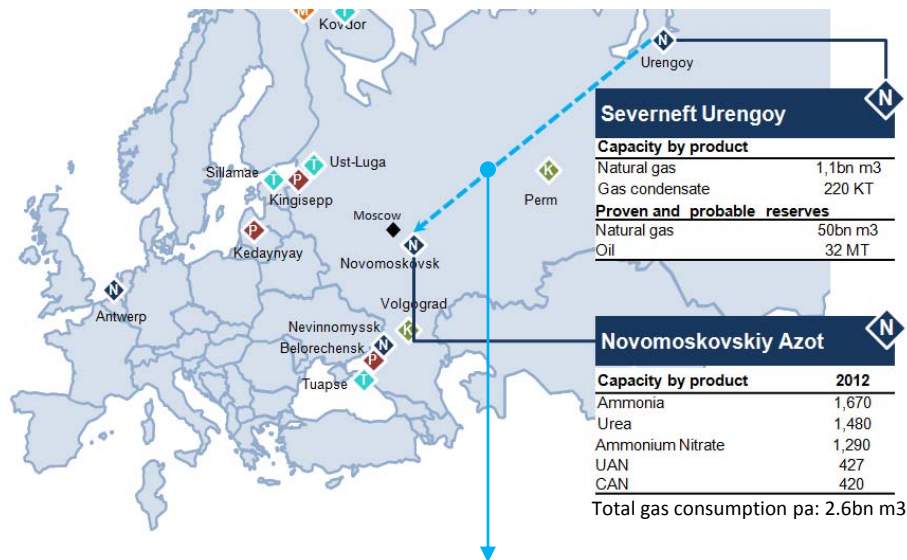 M
T
Kovdor
N
Urengoy
N
Severneft Urengoy
Capacity by product
Natural gas 1,1bn m3
Gas condensate 220 KT
Proven and probable reserves
Natural gas 50bn m3
Oil 32 MT
T
Ust-Luga
Sillamae
T
P
Kingisepp
K
Perm
Moscow
P
Kedaynyay
N
Novomoskovsk
N
Antwerp
Volgograd
K
Nevinnomyssk
N
Belorechensk
P
Tuapse
T
N
Novomoskovskiy Azot
Capacity by product 2012
Ammonia 1,670
Urea 1,480
Ammonium Nitrate 1,290
UAN 427
CAN 420
Total gas consumption pa: 2.6bn m3